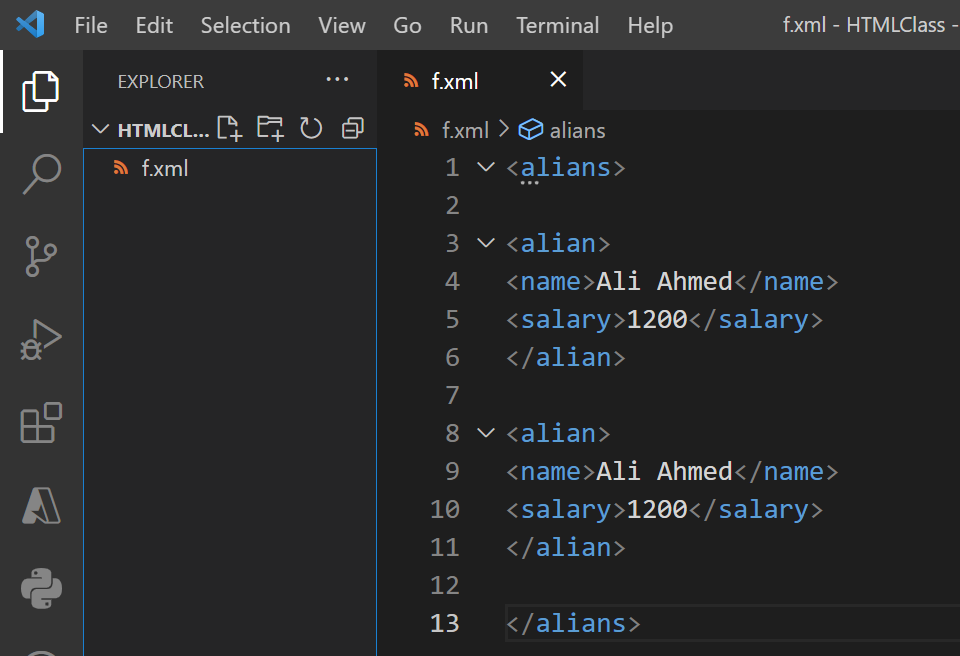 File Edit Selection View Go Run Terminal Help f.xml - HTMLClass -
EXPLORER ...
f.xml
HTMLCL...
f.xml > alians
f.xml
1 <alians>
2
3 <alian>
4 <name>Ali Ahmed</name>
5 <salary>1200</salary>
6 </alian>
7
8 <alian>
9 <name>Ali Ahmed</name>
10 <salary>1200</salary>
11 </alian>
12
13 </alians>